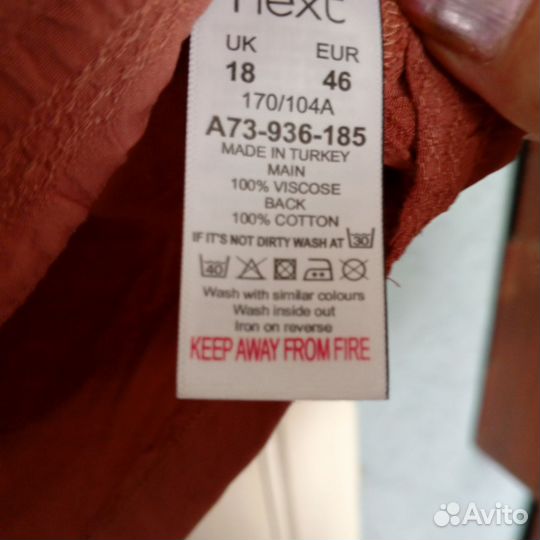 next
UK EUR
18 46
170/104A
A73-936-185
MADE IN TURKEY
MAIN
100% VISCOSE
BACK
100% COTTON
IF IT'S NOT DIRTY WASH AT 30
40
Wash with similar colours
Wash inside out
Iron on reverse
KEEP AWAY FROM FIRE
Avito